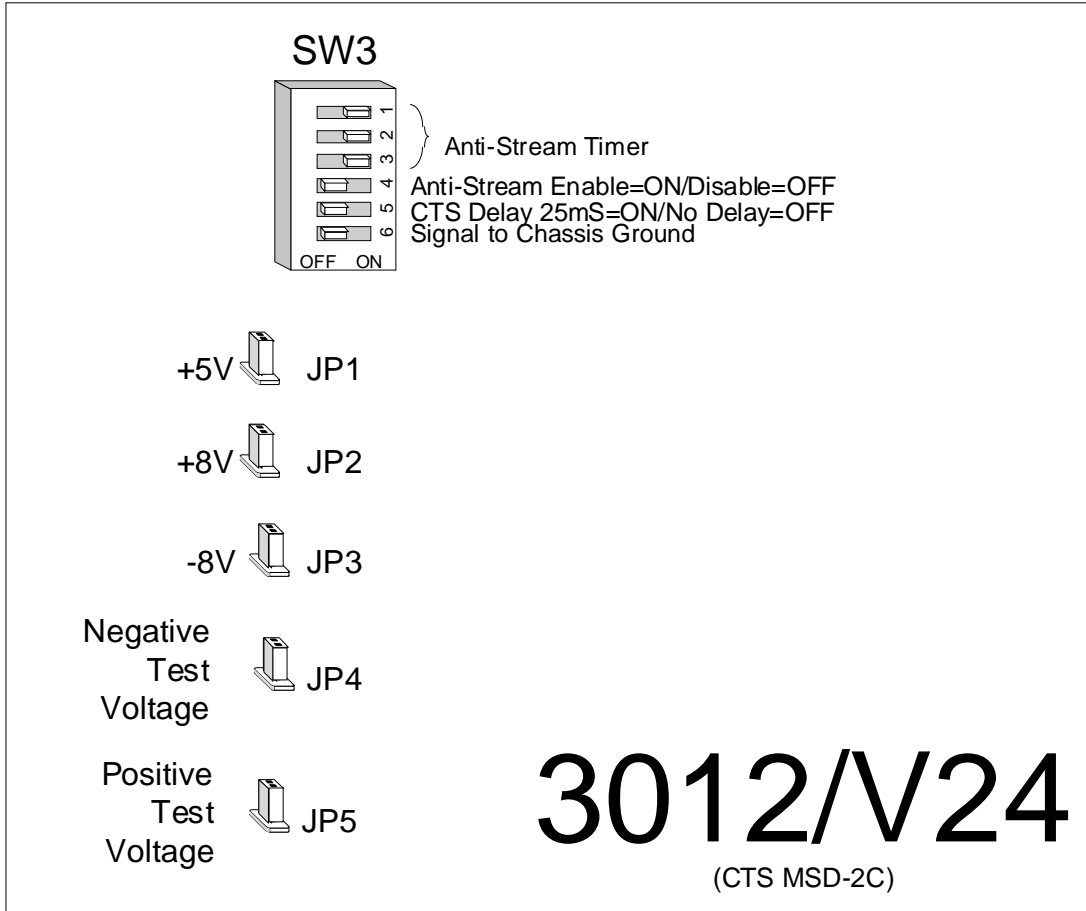 SW3
1
2
3
4
5
6
OFF ON
Anti-Stream Timer
Anti-Stream Enable=ON/Disable=OFF
CTS Delay 25mS=ON/No Delay=OFF
Signal to Chassis Ground
+5V JP1
+8V JP2
-8V JP3
Negative
Test
Voltage
JP4
Positive
Test
Voltage
JP5
3012/V24
(CTS MSD-2C)